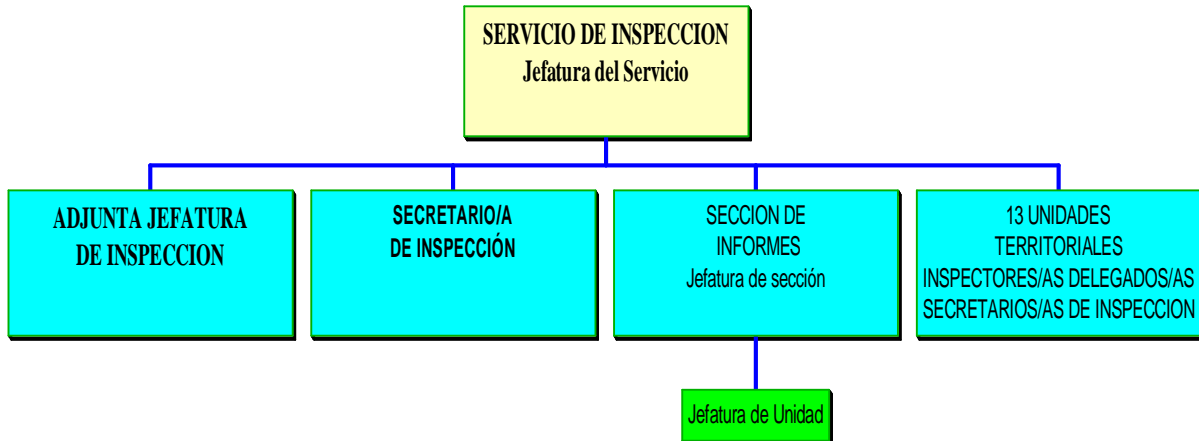 SERVICIO DE INSPECCION
Jefatura del Servicio
ADJUNTA JEFATURA
DE INSPECCION
SECRETARIO/A
DE INSPECCIÓN
SECCION DE
INFORMES
Jefatura de sección
13 UNIDADES
TERRITORIALES
INSPECTORES/AS DELEGADOS/AS
SECRETARIOS/AS DE INSPECCION
Jefatura de Unidad